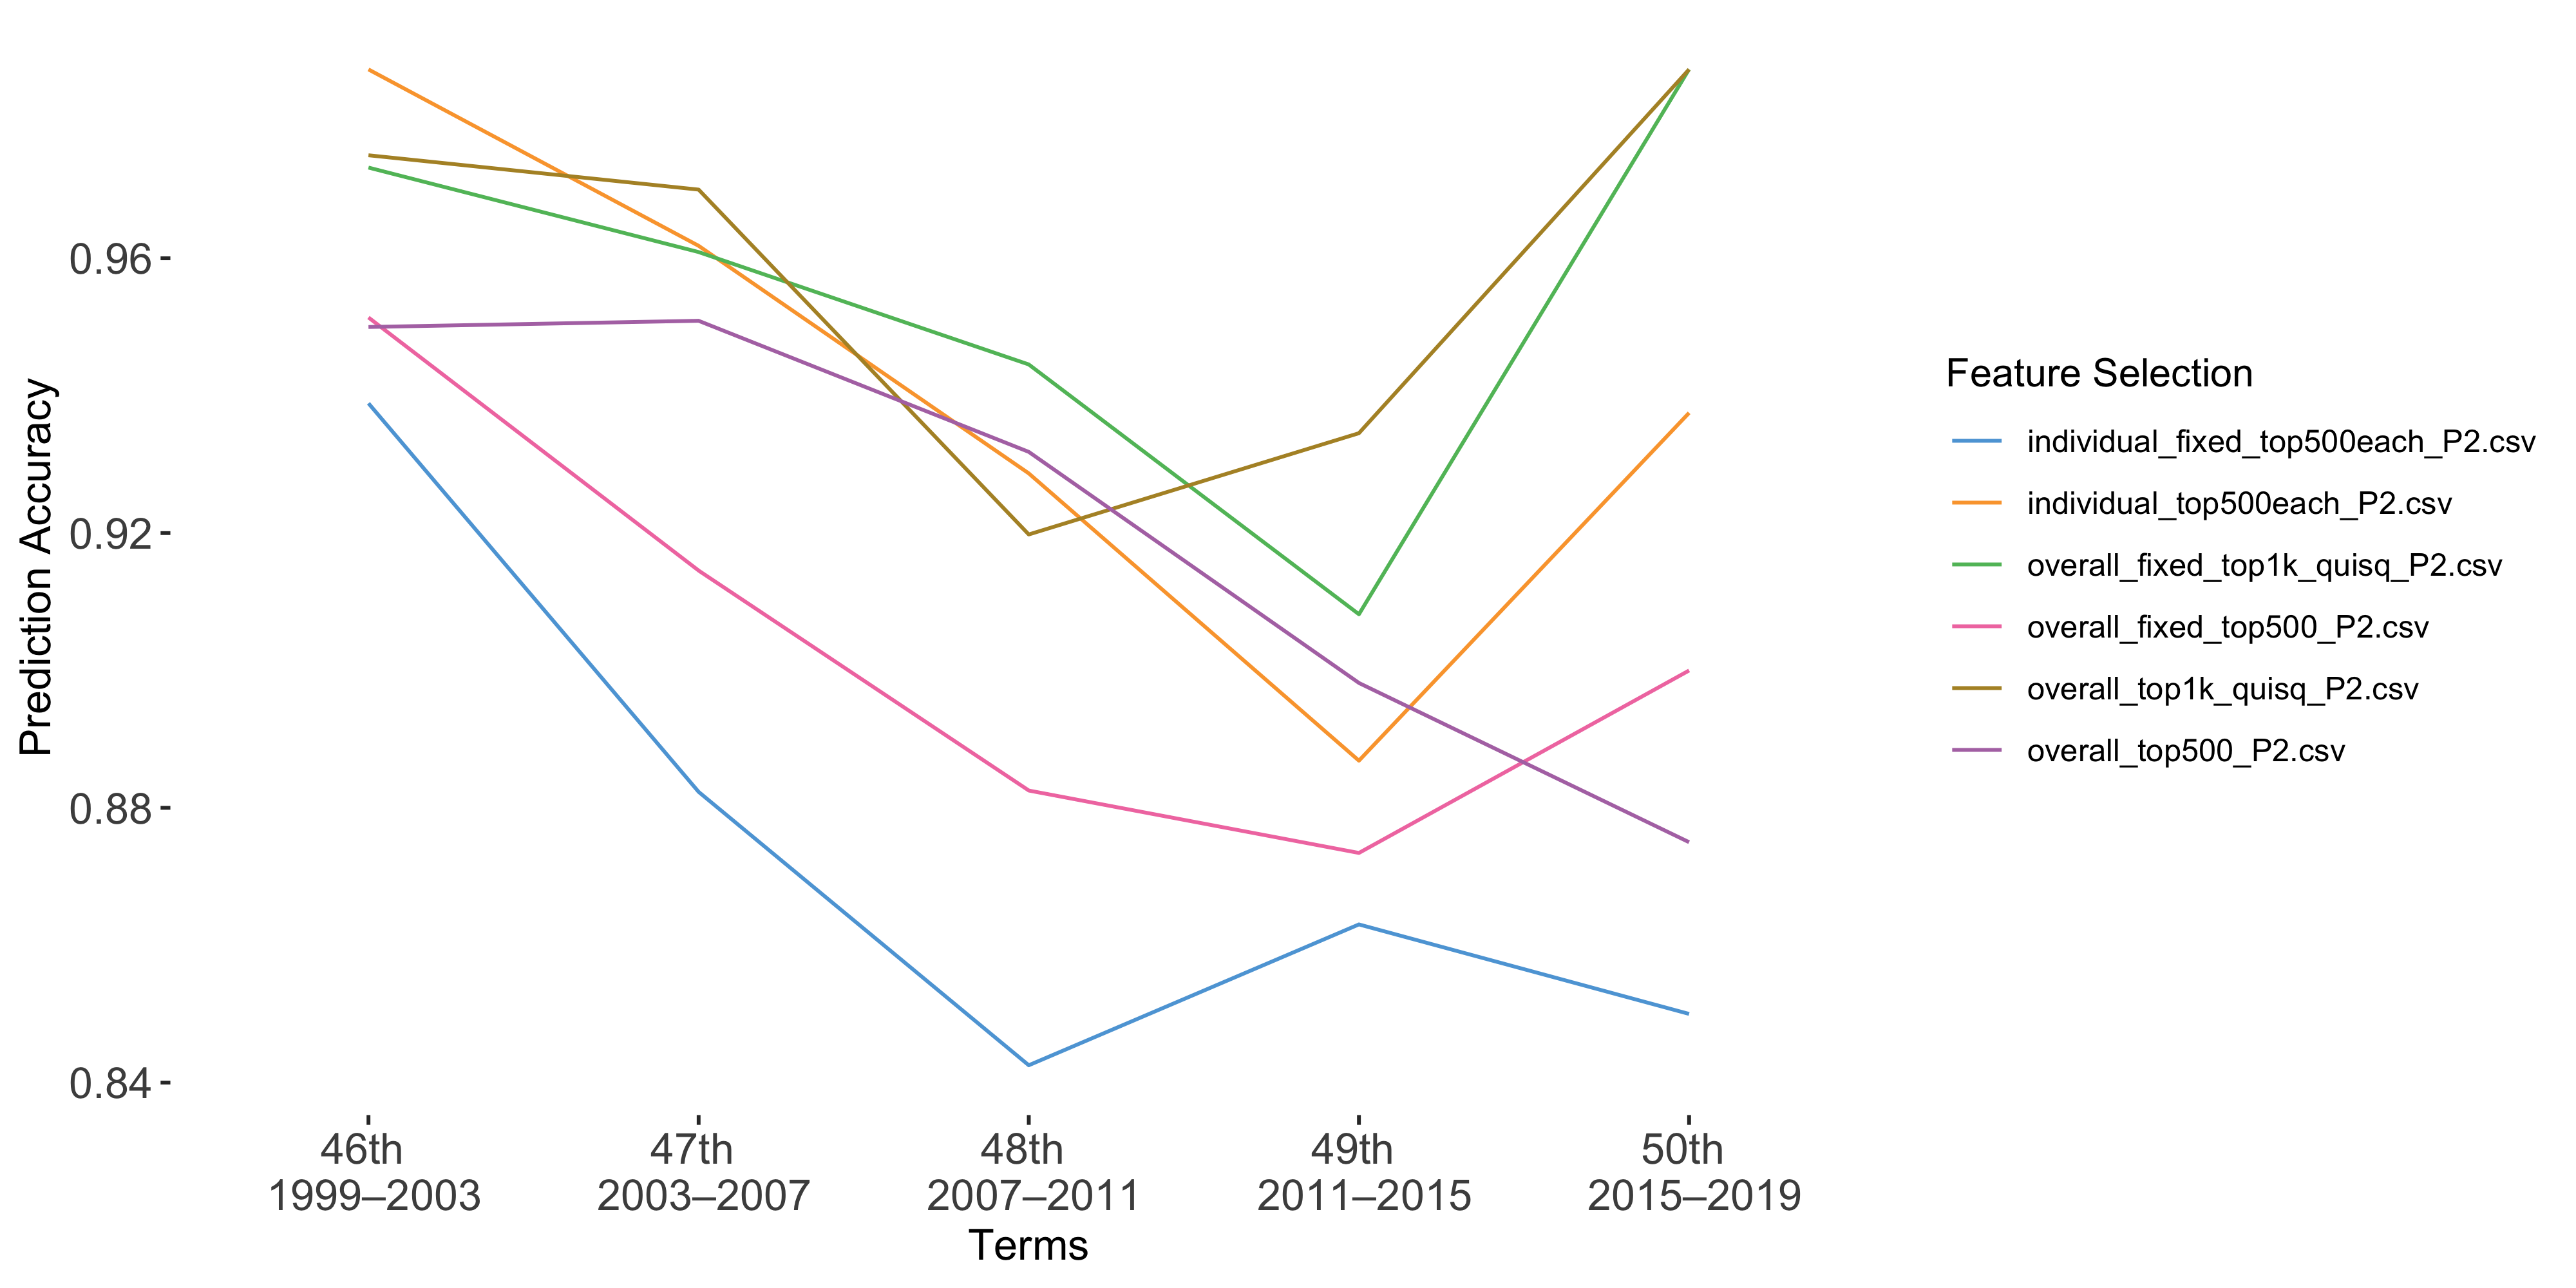 Prediction Accuracy
0.96
0.92
0.88
0.84
46th
1999–2003
47th
2003–2007
48th
2007–2011
49th
2011–2015
50th
2015–2019
Terms
Feature Selection
individual_fixed_top500each_P2.csv
individual_top500each_P2.csv
overall_fixed_top1k_quisq_P2.csv
overall_fixed_top500_P2.csv
overall_top1k_quisq_P2.csv
overall_top500_P2.csv